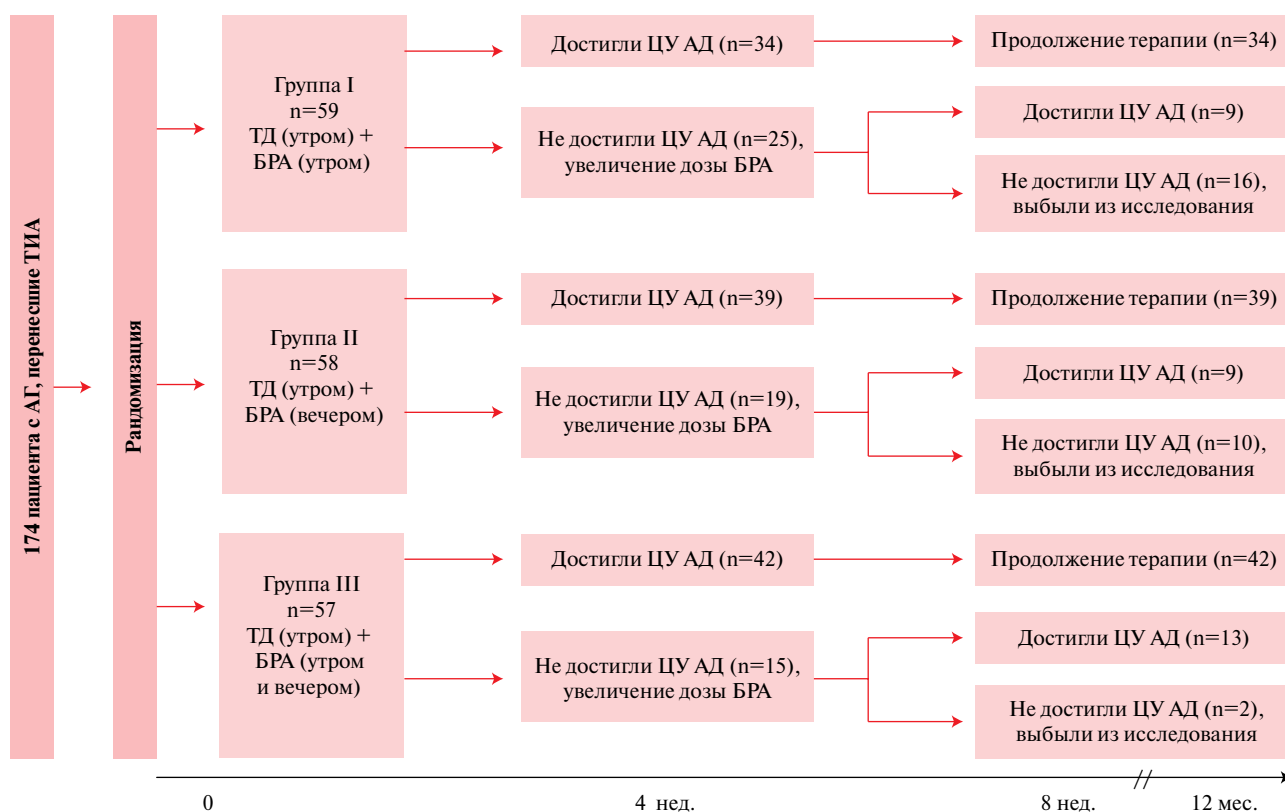 174 пациента с АГ, перенесшие ТИА
Рандомизация
Группа I
n=59
ТД (утром) +
БРА (утром)
Достигли ЦУ АД (n=34)
Продолжение терапии (n=34)
Не достигли ЦУ АД (n=25),
увеличение дозы БРА
Достигли ЦУ АД (n=9)
Не достигли ЦУ АД (n=16),
выбыли из исследования
Группа II
n=58
ТД (утром) +
БРА (вечером)
Достигли ЦУ АД (n=39)
Продолжение терапии (n=39)
Не достигли ЦУ АД (n=19),
увеличение дозы БРА
Достигли ЦУ АД (n=9)
Не достигли ЦУ АД (n=10),
выбыли из исследования
Группа III
n=57
ТД (утром) +
БРА (утром
и вечером)
Достигли ЦУ АД (n=42)
Продолжение терапии (n=42)
Не достигли ЦУ АД (n=15),
увеличение дозы БРА
Достигли ЦУ АД (n=13)
Не достигли ЦУ АД (n=2),
выбыли из исследования
0 4 нед. 8 нед. 12 мес.